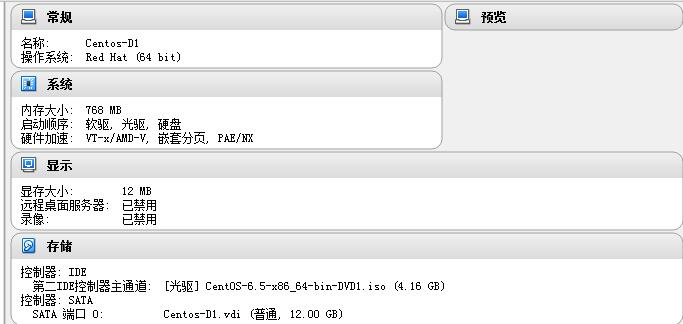 常规
预览
名称: Centos-D1
操作系统: Red Hat (64 bit)
系统
内存大小: 768 MB
启动顺序: 软驱, 光驱, 硬盘
硬件加速: VT-x/AMD-V, 嵌套分页, PAE/NX
显示
显存大小: 12 MB
远程桌面服务器: 已禁用
录像: 已禁用
存储
控制器: IDE
第二IDE控制器主通道: [光驱] CentOS-6.5-x86_64-bin-DVD1.iso (4.16 GB)
控制器: SATA
SATA 端口 0: Centos-D1.vdi (普通, 12.00 GB)